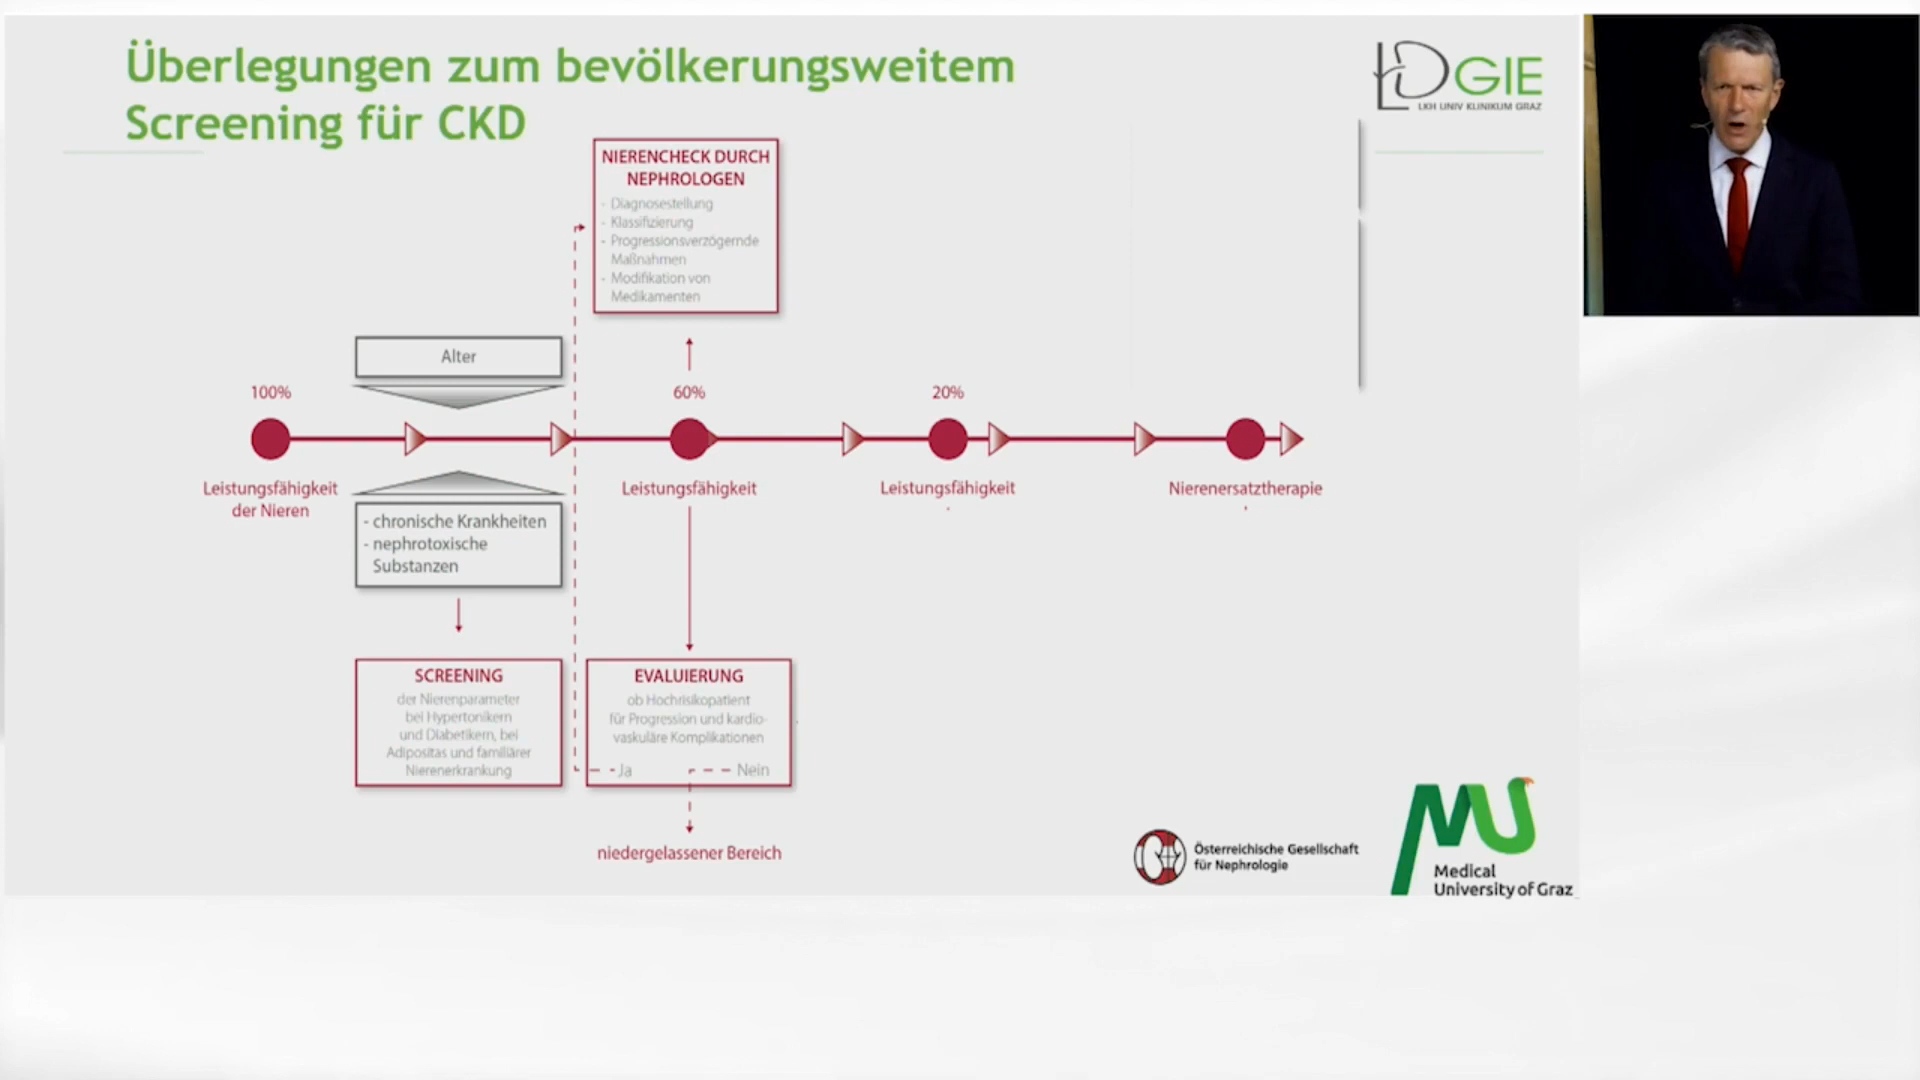 Überlegungen zum bevölkerungsweitem
Screening für CKD
LD GIE
LKH UNIV KLINIKUM GRAZ
NIERENCHECK DURCH
NEPHROLOGEN
- Diagnosestellung
- Klassifizierung
- Progressionsverzögernde
Maßnahmen
- Modifikation von
Medikamenten
Alter
100%
60%
20%
Leistungsfähigkeit
der Nieren
Leistungsfähigkeit
Leistungsfähigkeit
Nierenersatztherapie
- chronische Krankheiten
- nephrotoxische
Substanzen
SCREENING
der Nierenparameter
bei Hypertonikern
und Diabetikern, bei
Adipositas und familiärer
Nierenerkrankung
EVALUIERUNG
ob Hochrisikopatient
für Progression und kardio-
vaskuläre Komplikationen
Ja
Nein
niedergelassener Bereich
Österreichische Gesellschaft
für Nephrologie
MU
Medical
University of Graz